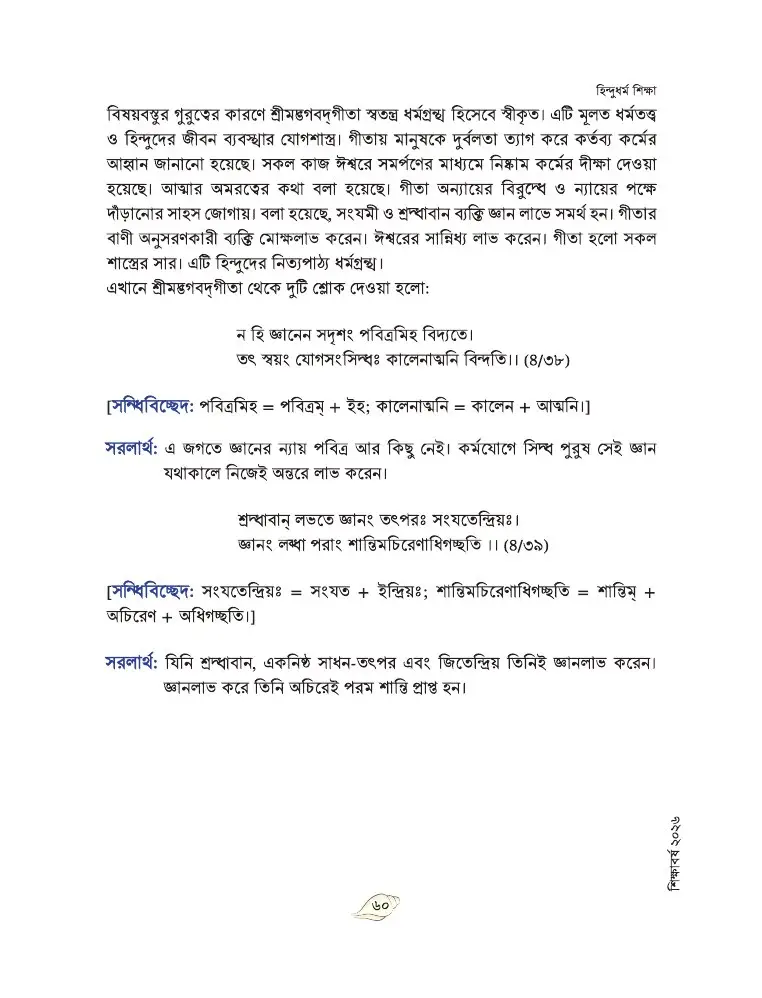 হিন্দুধর্ম শিক্ষা
বিষয়বস্তুর গুরুত্বের কারণে শ্রীমদ্ভগবদ্‌গীতা স্বতন্ত্র ধর্মগ্রন্থ হিসেবে স্বীকৃত। এটি মূলত ধর্মতত্ত্ব
ও হিন্দুদের জীবন ব্যবস্থার যোগশাস্ত্র। গীতায় মানুষকে দুর্বলতা ত্যাগ করে কর্তব্য কর্মের
আহ্বান জানানো হয়েছে। সকল কাজ ঈশ্বরে সমর্পণের মাধ্যমে নিষ্কাম কর্মের দীক্ষা দেওয়া
হয়েছে। আত্মার অমরত্বের কথা বলা হয়েছে। গীতা অন্যায়ের বিরুদ্ধে ও ন্যায়ের পক্ষে
দাঁড়ানোর সাহস জোগায়। বলা হয়েছে, সংযমী ও শ্রদ্ধাবান ব্যক্তি জ্ঞান লাভে সমর্থ হন। গীতার
বাণী অনুসরণকারী ব্যক্তি মোক্ষলাভ করেন। ঈশ্বরের সান্নিধ্য লাভ করেন। গীতা হলো সকল
শাস্ত্রের সার। এটি হিন্দুদের নিত্যপাঠ্য ধর্মগ্রন্থ।
এখানে শ্রীমদ্ভগবদ্‌গীতা থেকে দুটি শ্লোক দেওয়া হলো:
ন হি জ্ঞানেন সদৃশং পবিত্রমিহ বিদ্যতে।
তৎ স্বয়ং যোগসংসিদ্ধঃ কালেনাত্মনি বিন্দতি।। (৪/৩৮)
[সন্ধিবিচ্ছেদ: পবিত্রমিহ = পবিত্রম্ + ইহ; কালেনাত্মনি = কালেন + আত্মনি।]
সরলার্থ: এ জগতে জ্ঞানের ন্যায় পবিত্র আর কিছু নেই। কর্মযোগে সিদ্ধ পুরুষ সেই জ্ঞান
যথাকালে নিজেই অন্তরে লাভ করেন।
শ্রদ্ধাবান্ লভতে জ্ঞানং তৎপরঃ সংযতেন্দ্রিয়ঃ।
জ্ঞানং লব্ধা পরাং শান্তিমচিরেণাধিগচ্ছতি ।। (৪/৩৯)
[সন্ধিবিচ্ছেদ: সংযতেন্দ্রিয়ঃ = সংযত + ইন্দ্রিয়ঃ; শান্তিমচিরেণাধিগচ্ছতি = শান্তিম্ +
অচিরেণ + অধিগচ্ছতি।]
সরলার্থ: যিনি শ্রদ্ধাবান, একনিষ্ঠ সাধন-তৎপর এবং জিতেন্দ্রিয় তিনিই জ্ঞানলাভ করেন।
জ্ঞানলাভ করে তিনি অচিরেই পরম শান্তি প্রাপ্ত হন।
শিক্ষাবর্ষ ২০২৬
৬০